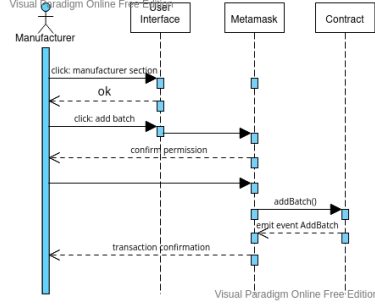 Visual Paradigm Online Free Edition
User
Interface
Metamask
Contract
Manufacturer
click: manufacturer section
ok
click: add batch
confirm permission
addBatch()
emit event AddBatch
transaction confirmation
Visual Paradigm Online Free Edition